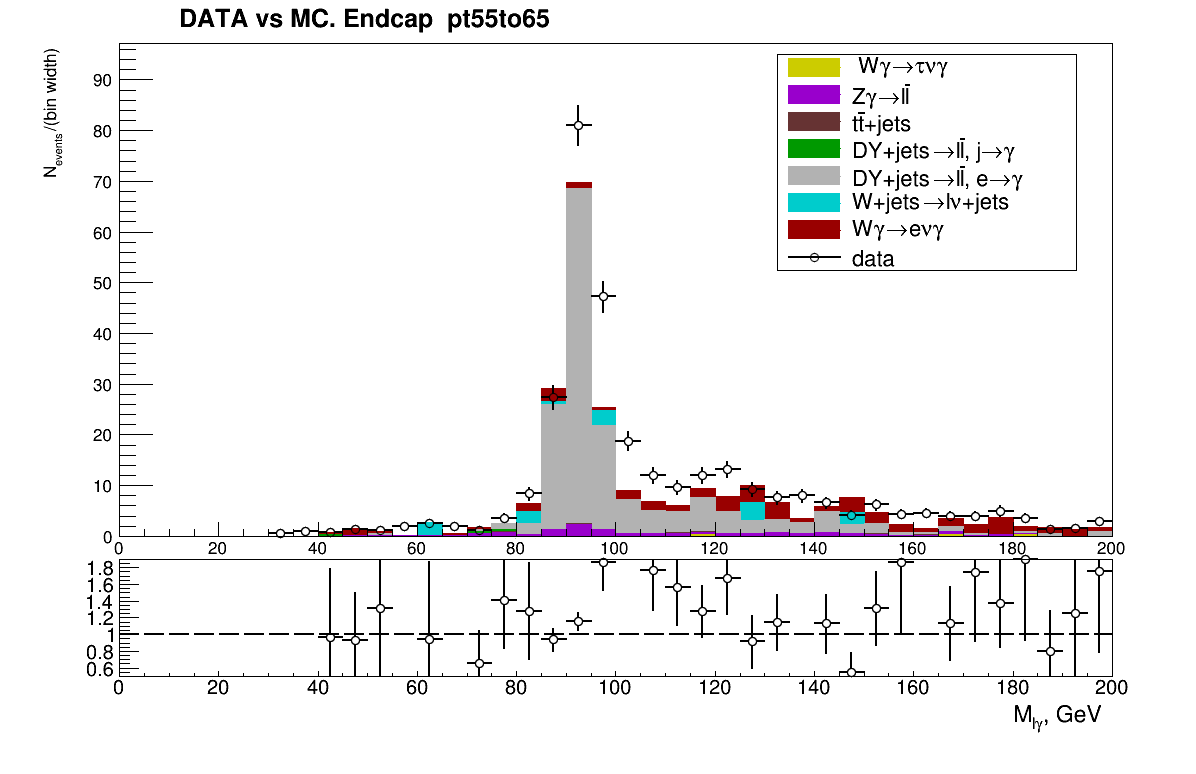 DATA vs MC. Endcap  pt55to65
N_events/(bin width)
90
80
70
60
50
40
30
20
10
0
0 20 40 60 80 100 120 140 160 180 200
Wγ→τνγ
Zγ→ll̄
tt̄+jets
DY+jets→ll̄, j→γ
DY+jets→ll̄, e→γ
W+jets→lν+jets
Wγ→eνγ
data
1.8
1.6
1.4
1.2
1
0.8
0.6
0 20 40 60 80 100 120 140 160 180 200
M_lγ, GeV